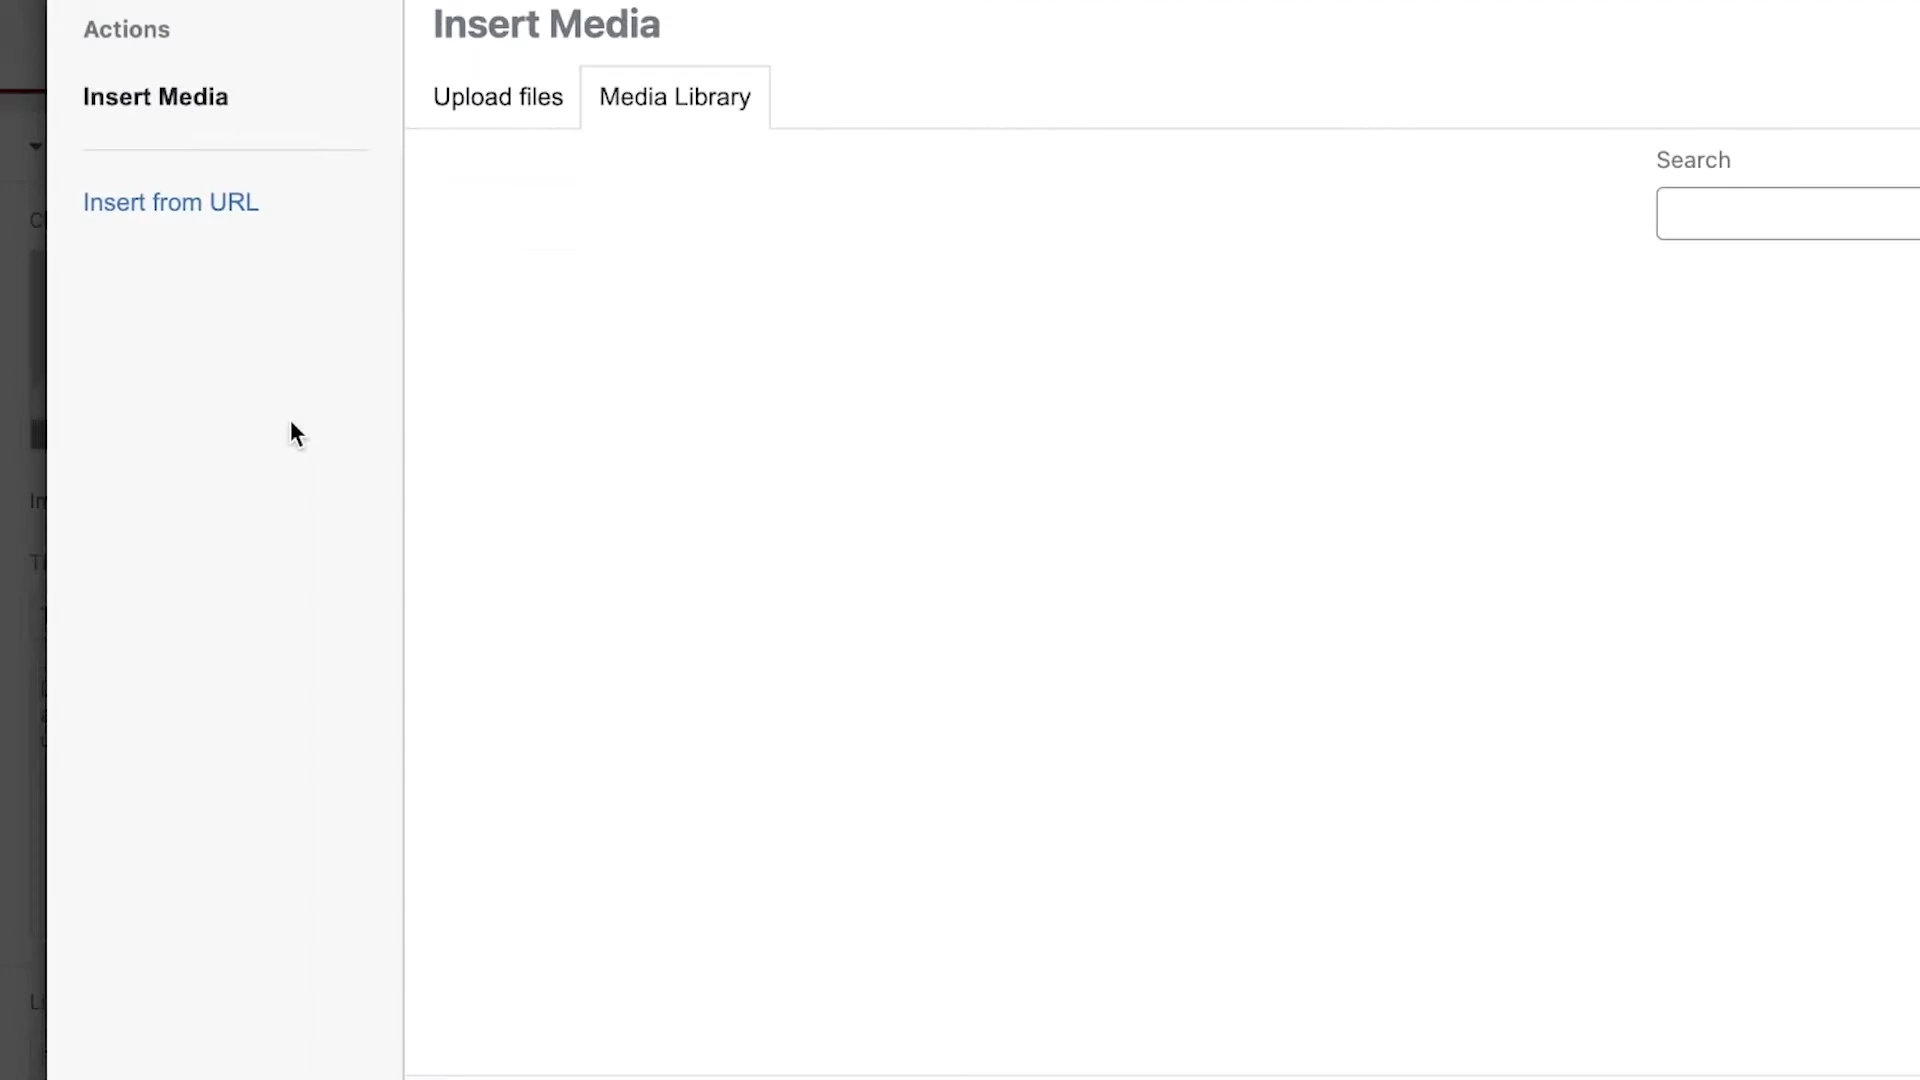 Actions
Insert Media
Insert from URL
Insert Media
Upload files
Media Library
Search